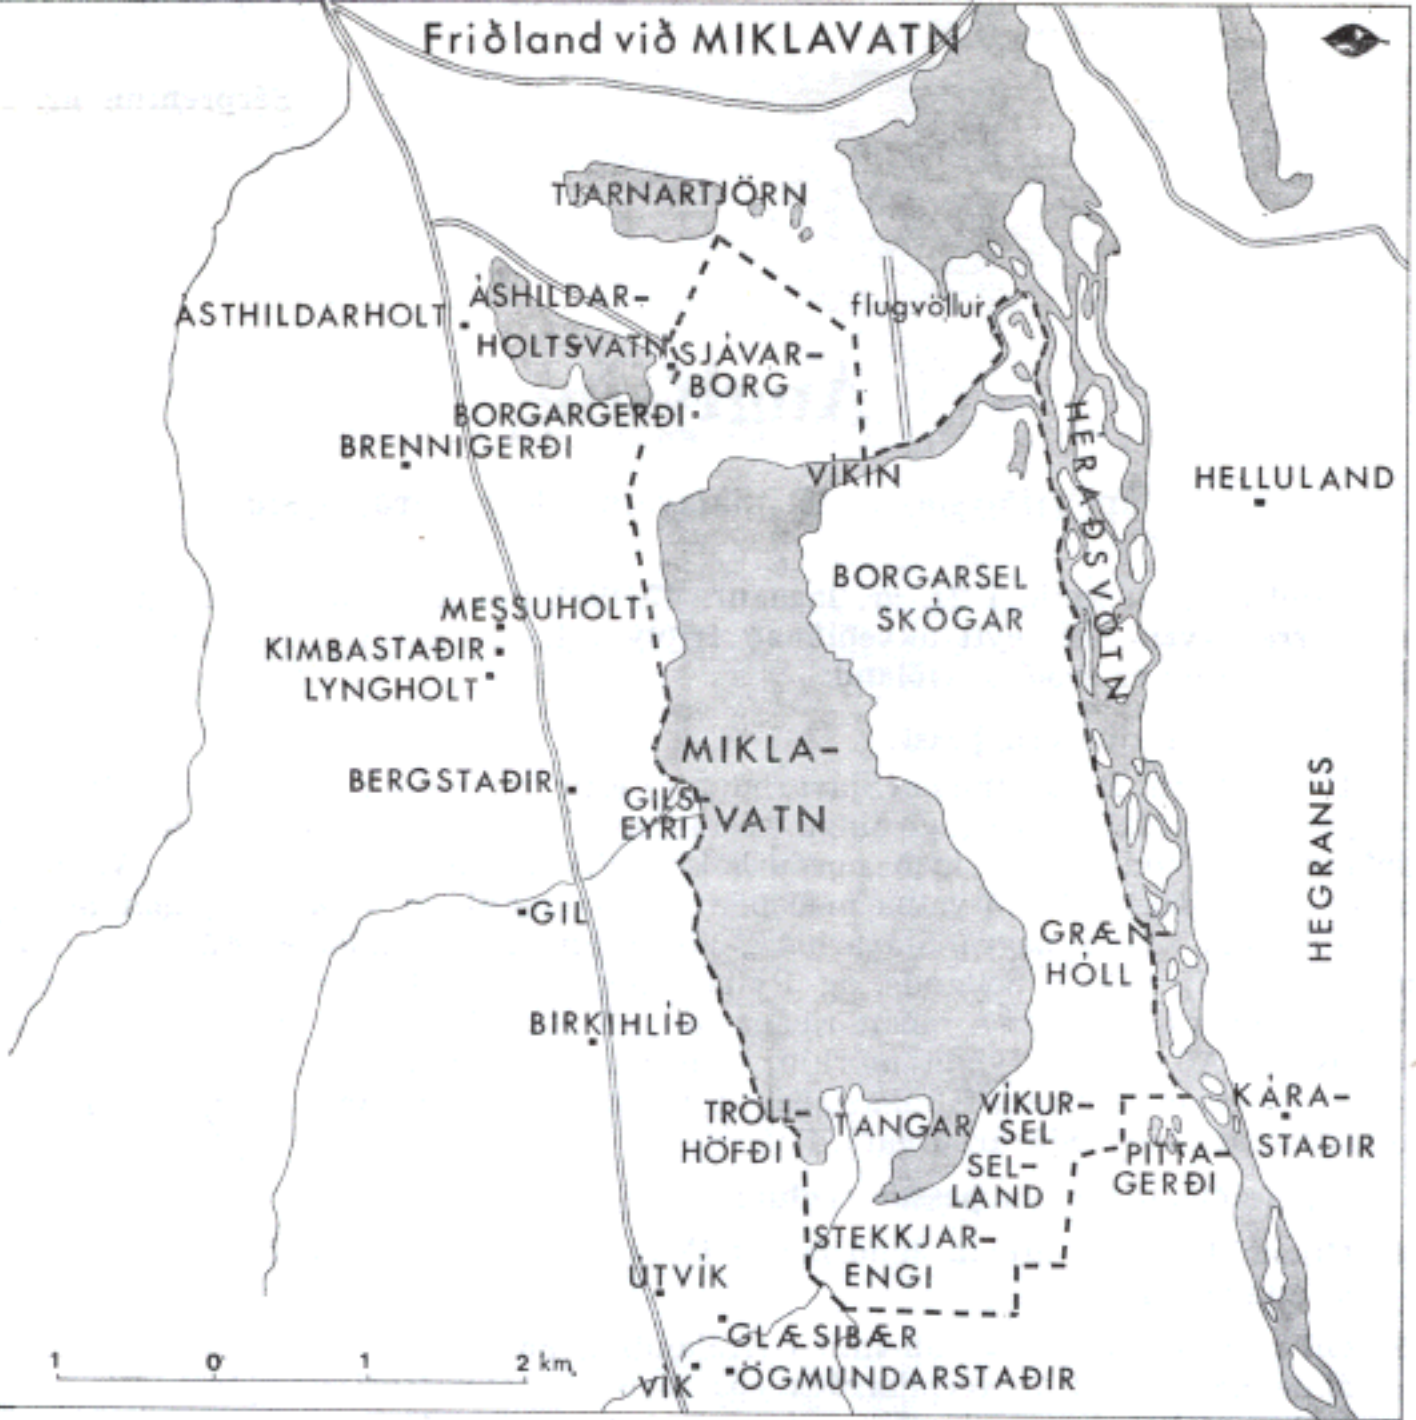 Friðland við MIKLAVATN
TJARNARTJÖRN
ÁSHILDAR-
HOLTSVATN
ÁSTHILDARHOLT
flugvöllur
SJÁVAR-
BORG
BORGARGERÐI
BRENNIGERÐI
VÍKIN
HÉRAÐSVÖTN
HELLULAND
BORGARSEL
SKÓGAR
MESSUHOLT
KIMBASTAÐIR
LYNGHOLT
MIKLA-
VATN
BERGSTAÐIR
GILS-
EYRI
HEGRANES
GIL
GRÆN-
HÓLL
BIRKIHLÍÐ
TRÖLL-
HÖFÐI
TANGAR
VÍKUR-
SEL
SEL-
LAND
KÁRA-
STAÐIR
PITTA-
GERÐI
STEKKJAR-
ENGI
ÚTVÍK
GLÆSIBÆR
VÍK
ÖGMUNDARSTAÐIR
1 0 1 2 km.